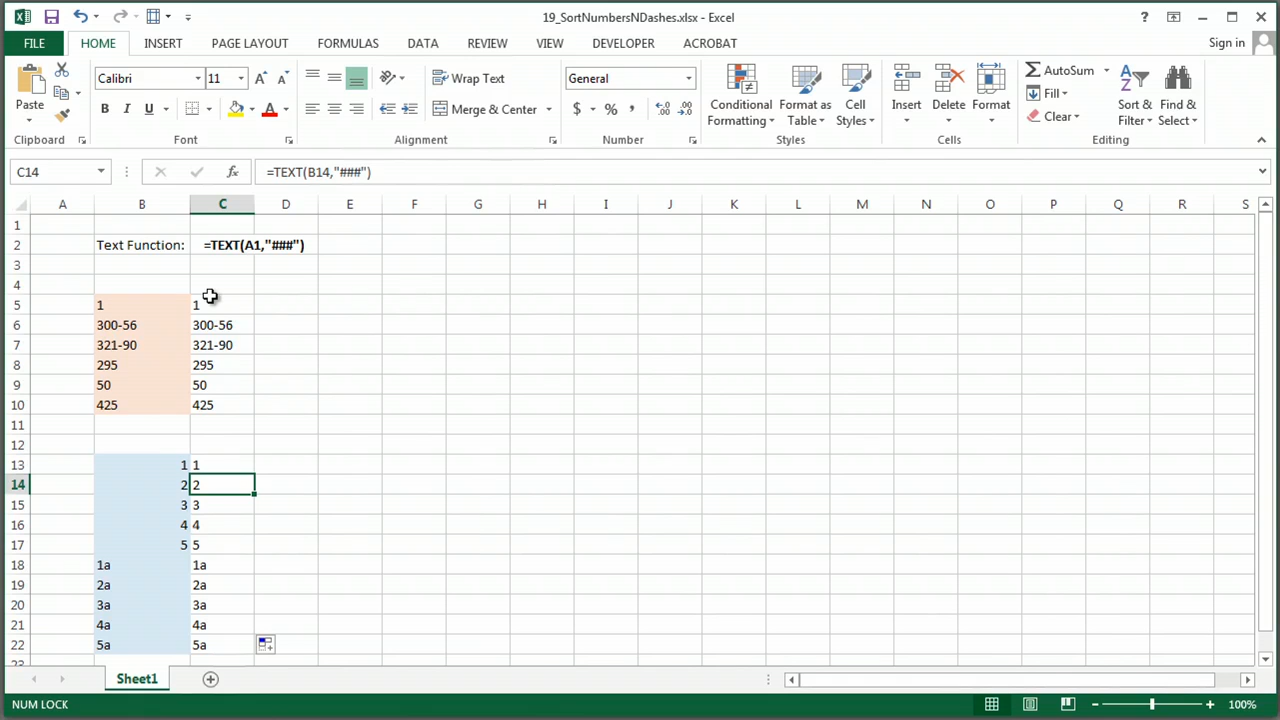 19_SortNumbersNDashes.xlsx - Excel
FILE HOME INSERT PAGE LAYOUT FORMULAS DATA REVIEW VIEW DEVELOPER ACROBAT Sign in
Paste
Calibri 11
B I U
Wrap Text
Merge & Center
General
$ % ,
Conditional Formatting
Format as Table
Cell Styles
Insert
Delete
Format
AutoSum
Fill
Clear
Sort & Filter
Find & Select
Clipboard Font Alignment Number Styles Cells Editing
C14 fx =TEXT(B14,"###")
A B C D E F G H I J K L M N O P Q R S
1
2 Text Function: =TEXT(A1,"###")
3
4
5 1 1
6 300-56 300-56
7 321-90 321-90
8 295 295
9 50 50
10 425 425
11
12
13 1 1
14 2 2
15 3 3
16 4 4
17 5 5
18 1a 1a
19 2a 2a
20 3a 3a
21 4a 4a
22 5a 5a
23
Sheet1
NUM LOCK 100%